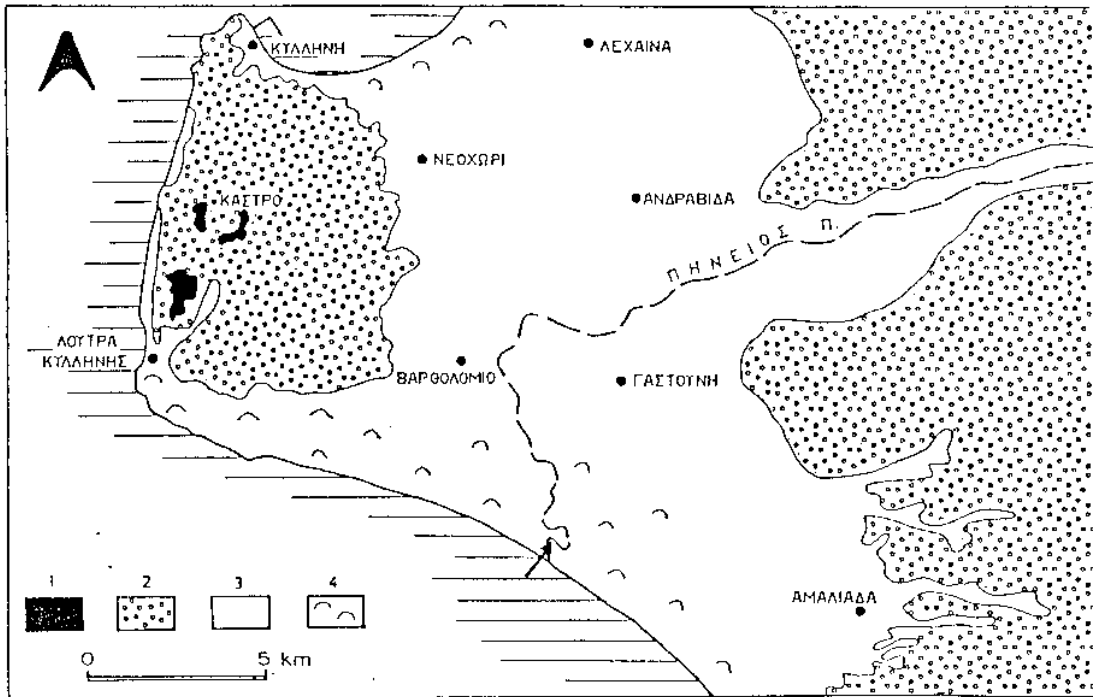 ΚΥΛΛΗΝΗ
ΛΕΧΑΙΝΑ
ΝΕΟΧΩΡΙ
ΚΑΣΤΡΟ
ΑΝΔΡΑΒΙΔΑ
ΠΗΝΕΙΟΣ Π.
ΛΟΥΤΡΑ
ΚΥΛΛΗΝΗΣ
ΒΑΡΘΟΛΟΜΙΟ
ΓΑΣΤΟΥΝΗ
1 2 3 4
ΑΜΑΛΙΑΔΑ
0 5 km